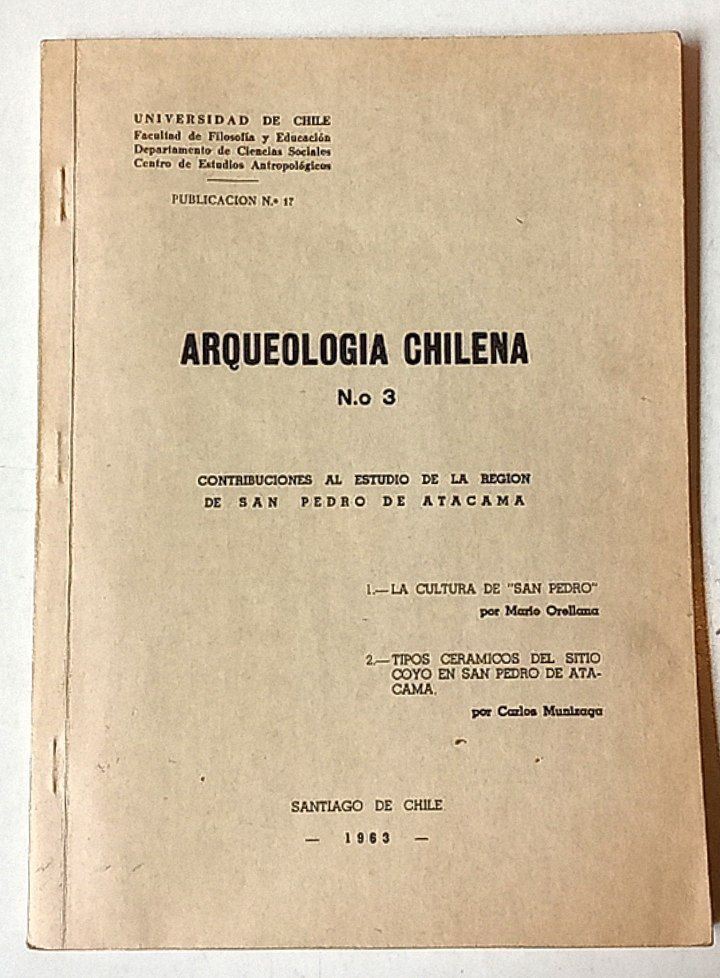 UNIVERSIDAD DE CHILE
Facultad de Filosofía y Educación
Departamento de Ciencias Sociales
Centro de Estudios Antropológicos
PUBLICACION N.º 17
ARQUEOLOGIA CHILENA
N.o 3
CONTRIBUCIONES AL ESTUDIO DE LA REGION
DE SAN PEDRO DE ATACAMA
1.—LA CULTURA DE "SAN PEDRO"
por Mario Orellana
2.—TIPOS CERAMICOS DEL SITIO
COYO EN SAN PEDRO DE ATA-
CAMA.
por Carlos Munizaga
SANTIAGO DE CHILE
— 1963 —